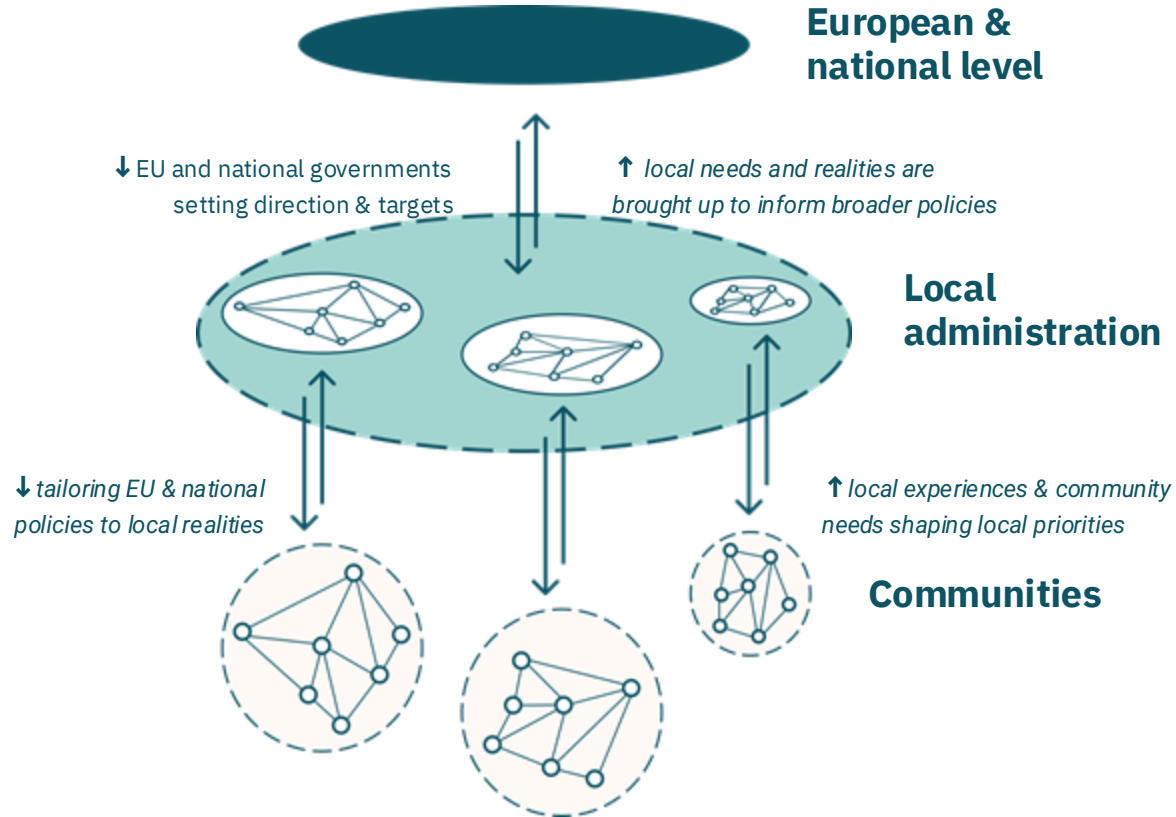 European &
national level
↓ EU and national governments
setting direction & targets
↑ local needs and realities are
brought up to inform broader policies
Local
administration
↓ tailoring EU & national
policies to local realities
↑ local experiences & community
needs shaping local priorities
Communities